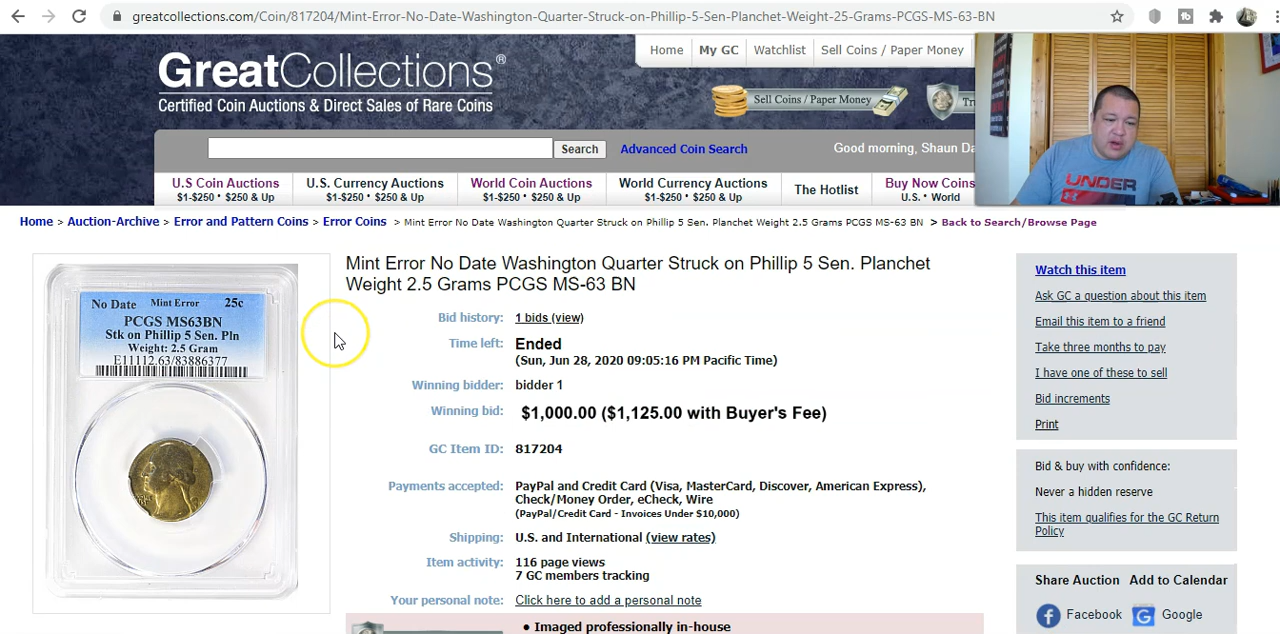 greatcollections.com/Coin/817204/Mint-Error-No-Date-Washington-Quarter-Struck-on-Phillip-5-Sen-Planchet-Weight-25-Grams-PCGS-MS-63-BN
Home
My GC
Watchlist
Sell Coins / Paper Money
GreatCollections®
Certified Coin Auctions & Direct Sales of Rare Coins
Sell Coins / Paper Money
Search
Advanced Coin Search
Good morning, Shaun Da
U.S Coin Auctions
$1-$250 * $250 & Up
U.S. Currency Auctions
$1-$250 * $250 & Up
World Coin Auctions
$1-$250 * $250 & Up
World Currency Auctions
$1-$250 * $250 & Up
The Hotlist
Buy Now Coins
U.S. * World
UNDER
Home > Auction-Archive > Error and Pattern Coins > Error Coins > Mint Error No Date Washington Quarter Struck on Phillip 5 Sen. Planchet Weight 2.5 Grams PCGS MS-63 BN > Back to Search/Browse Page
No Date Mint Error 25c
PCGS MS63BN
Stk on Phillip 5 Sen. Pln
Weight: 2.5 Gram
E11112.63/83886377
Mint Error No Date Washington Quarter Struck on Phillip 5 Sen. Planchet
Weight 2.5 Grams PCGS MS-63 BN
Bid history: 1 bids (view)
Time left: Ended
(Sun, Jun 28, 2020 09:05:16 PM Pacific Time)
Winning bidder: bidder 1
Winning bid: $1,000.00 ($1,125.00 with Buyer's Fee)
GC Item ID: 817204
Payments accepted: PayPal and Credit Card (Visa, MasterCard, Discover, American Express),
Check/Money Order, eCheck, Wire
(PayPal/Credit Card - Invoices Under $10,000)
Shipping: U.S. and International (view rates)
Item activity: 116 page views
7 GC members tracking
Your personal note: Click here to add a personal note
• Imaged professionally in-house
Watch this item
Ask GC a question about this item
Email this item to a friend
Take three months to pay
I have one of these to sell
Bid increments
Print
Bid & buy with confidence:
Never a hidden reserve
This item qualifies for the GC Return
Policy
Share Auction Add to Calendar
Facebook
Google